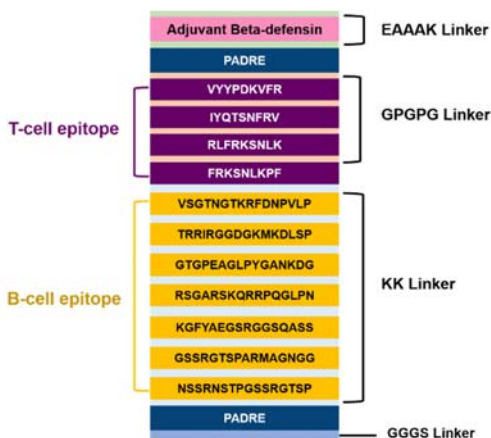 Adjuvant Beta-defensin
EAAAK Linker
PADRE
VYYPDKVFR
IYQTSNFRV
RLFRKSNLK
FRKSNLKPF
T-cell epitope
GPGPG Linker
VSGTNGTKRFDNPVLP
TRRIRGGDGKMKDLSP
GTGPEAGLPYGANKDG
RSGARSKQRRPQGLPN
KGFYAEGSRGGSQASS
GSSRGTSPARMAGNGG
NSSRNSTPGSSRGTSP
B-cell epitope
KK Linker
PADRE
GGGS Linker